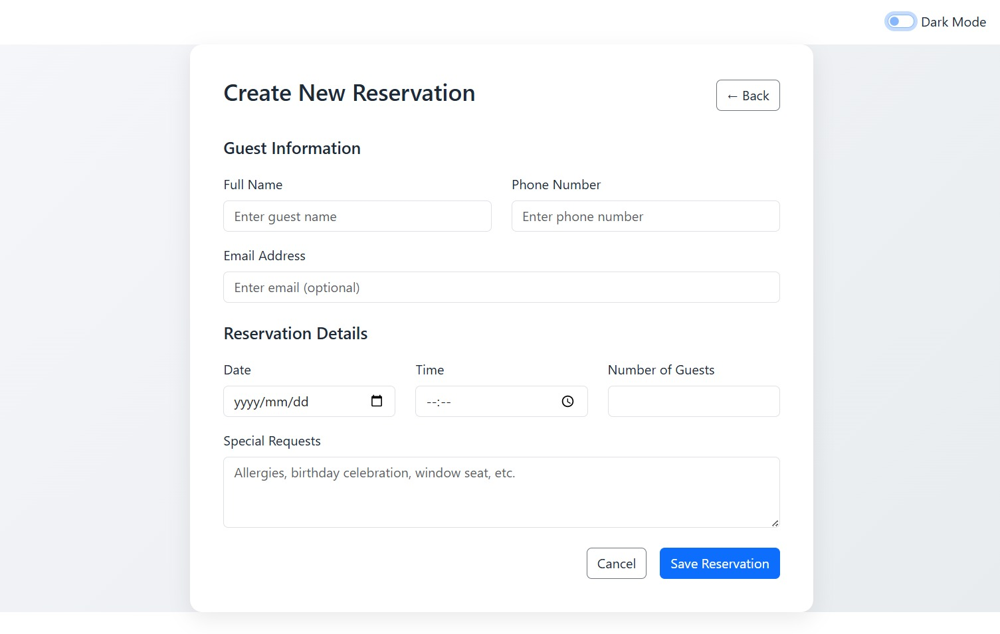 Dark Mode
Create New Reservation
← Back
Guest Information
Full Name
Phone Number
Enter guest name
Enter phone number
Email Address
Enter email (optional)
Reservation Details
Date
Time
Number of Guests
yyyy/mm/dd
--:--
Special Requests
Allergies, birthday celebration, window seat, etc.
Cancel
Save Reservation